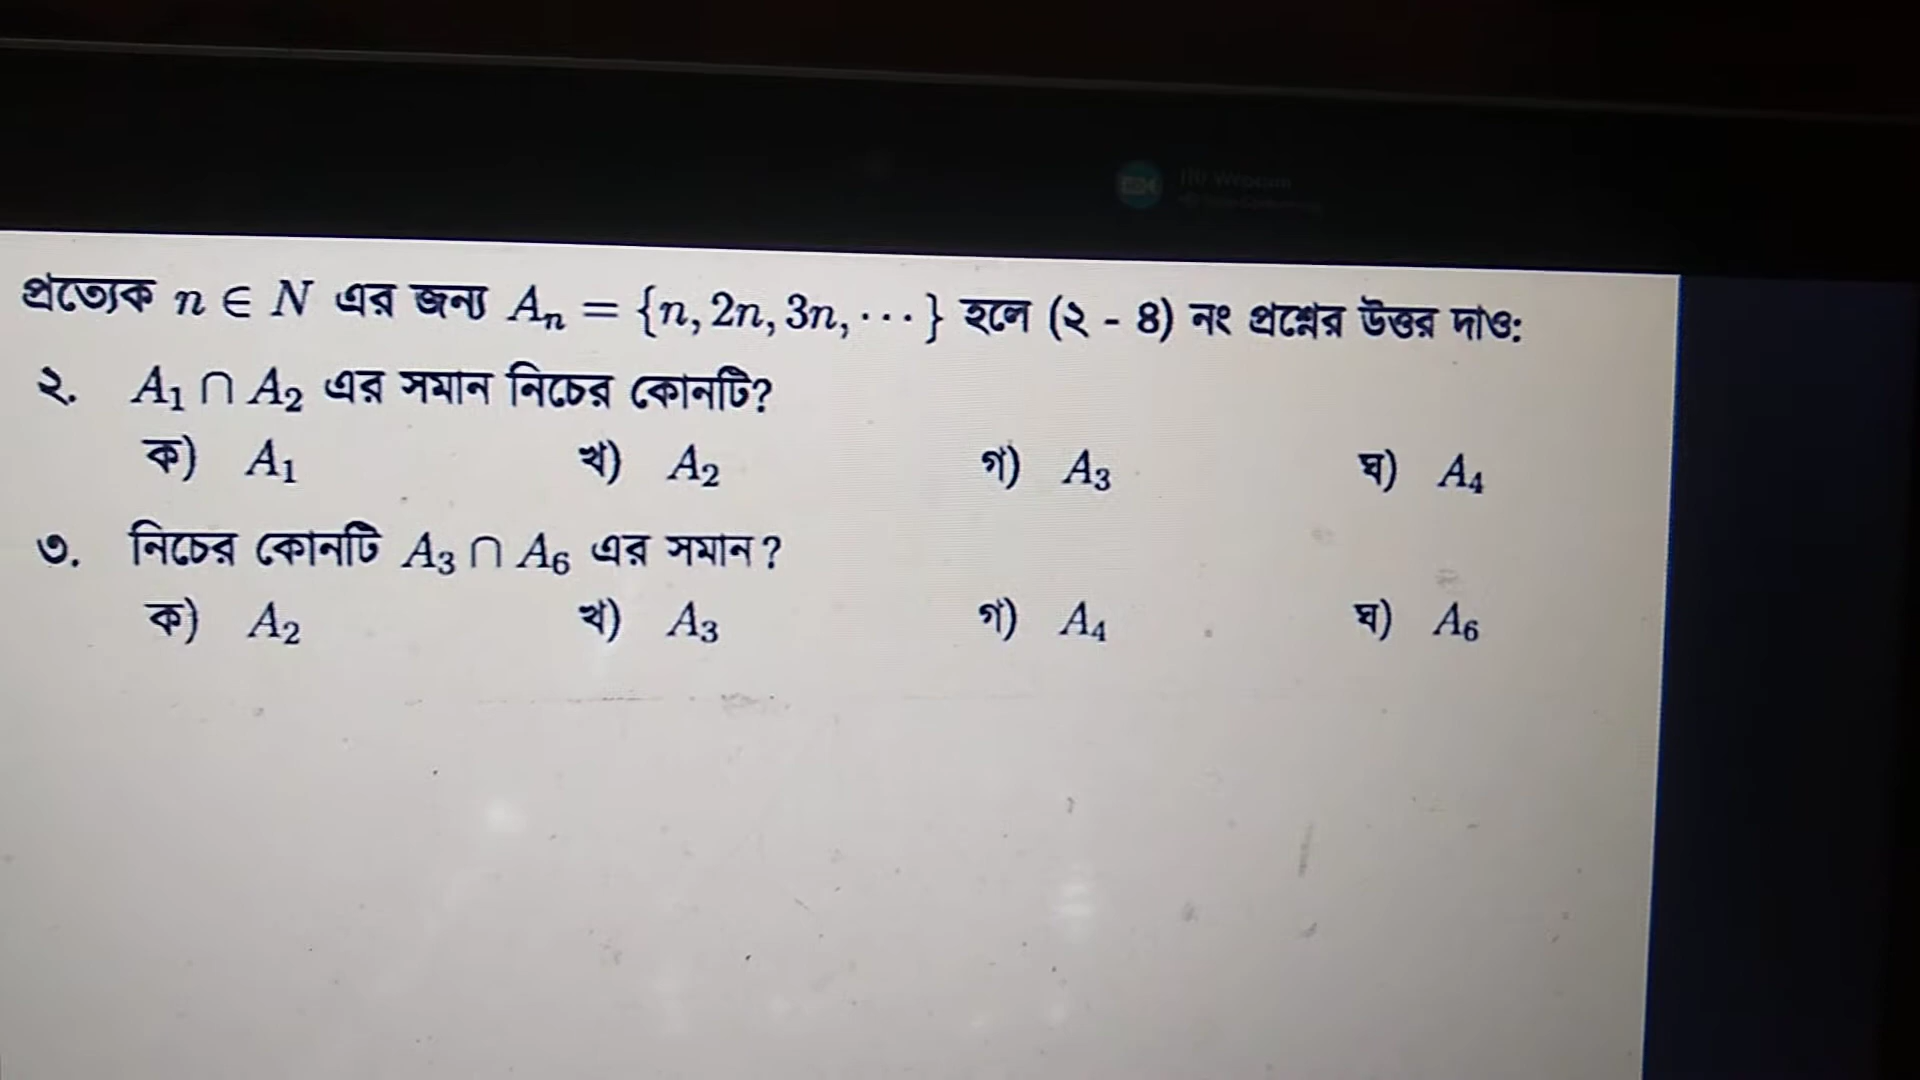 প্রত্যেক n ∈ N এর জন্য Aₙ = {n, 2n, 3n, ⋯} হলে (২ - ৪) নং প্রশ্নের উত্তর দাও:
২. A₁ ∩ A₂ এর সমান নিচের কোনটি?
ক) A₁ খ) A₂ গ) A₃ ঘ) A₄
৩. নিচের কোনটি A₃ ∩ A₆ এর সমান?
ক) A₂ খ) A₃ গ) A₄ ঘ) A₆